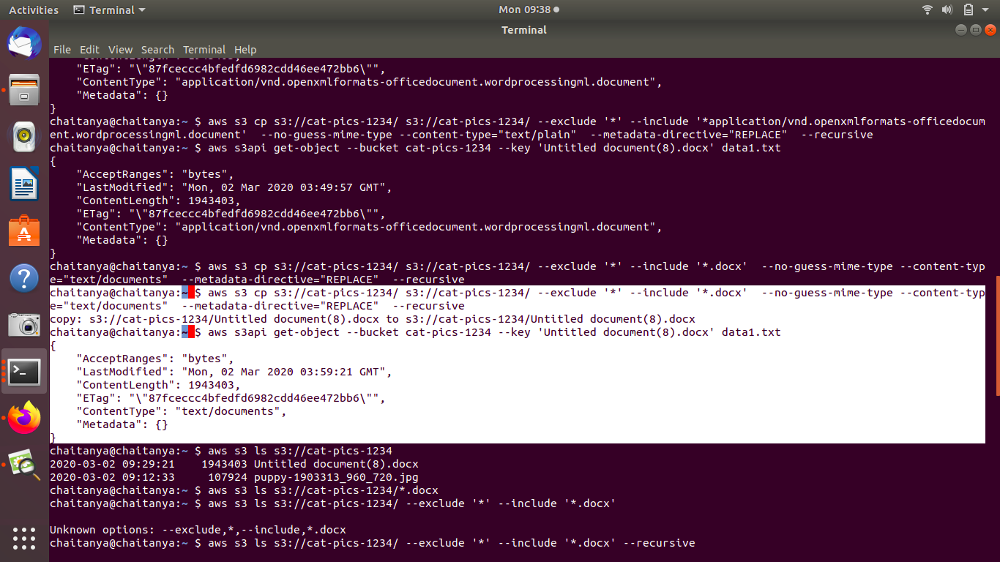 Activities
Terminal
Mon 09:38
Terminal
File Edit View Search Terminal Help
"ETag": "\"87fceccc4bfedfd6982cdd46ee472bb6\"",
"ContentType": "application/vnd.openxmlformats-officedocument.wordprocessingml.document",
"Metadata": {}
}
chaitanya@chaitanya:~ $ aws s3 cp s3://cat-pics-1234/ s3://cat-pics-1234/ --exclude '*' --include '*application/vnd.openxmlformats-officedocum
ent.wordprocessingml.document'  --no-guess-mime-type --content-type="text/plain"  --metadata-directive="REPLACE"  --recursive
chaitanya@chaitanya:~ $ aws s3api get-object --bucket cat-pics-1234 --key 'Untitled document(8).docx' data1.txt
{
"AcceptRanges": "bytes",
"LastModified": "Mon, 02 Mar 2020 03:49:57 GMT",
"ContentLength": 1943403,
"ETag": "\"87fceccc4bfedfd6982cdd46ee472bb6\"",
"ContentType": "application/vnd.openxmlformats-officedocument.wordprocessingml.document",
"Metadata": {}
}
chaitanya@chaitanya:~ $ aws s3 cp s3://cat-pics-1234/ s3://cat-pics-1234/ --exclude '*' --include '*.docx'  --no-guess-mime-type --content-typ
e="text/documents"  --metadata-directive="REPLACE"  --recursive
chaitanya@chaitanya:~ $ aws s3 cp s3://cat-pics-1234/ s3://cat-pics-1234/ --exclude '*' --include '*.docx'  --no-guess-mime-type --content-typ
e="text/documents"  --metadata-directive="REPLACE"  --recursive
copy: s3://cat-pics-1234/Untitled document(8).docx to s3://cat-pics-1234/Untitled document(8).docx
chaitanya@chaitanya:~ $ aws s3api get-object --bucket cat-pics-1234 --key 'Untitled document(8).docx' data1.txt
{
"AcceptRanges": "bytes",
"LastModified": "Mon, 02 Mar 2020 03:59:21 GMT",
"ContentLength": 1943403,
"ETag": "\"87fceccc4bfedfd6982cdd46ee472bb6\"",
"ContentType": "text/documents",
"Metadata": {}
}
chaitanya@chaitanya:~ $ aws s3 ls s3://cat-pics-1234
2020-03-02 09:29:21    1943403 Untitled document(8).docx
2020-03-02 09:12:33     107924 puppy-1903313_960_720.jpg
chaitanya@chaitanya:~ $ aws s3 ls s3://cat-pics-1234/*.docx
chaitanya@chaitanya:~ $ aws s3 ls s3://cat-pics-1234/ --exclude '*' --include '*.docx'
Unknown options: --exclude,*,--include,*.docx
chaitanya@chaitanya:~ $ aws s3 ls s3://cat-pics-1234/ --exclude '*' --include '*.docx' --recursive